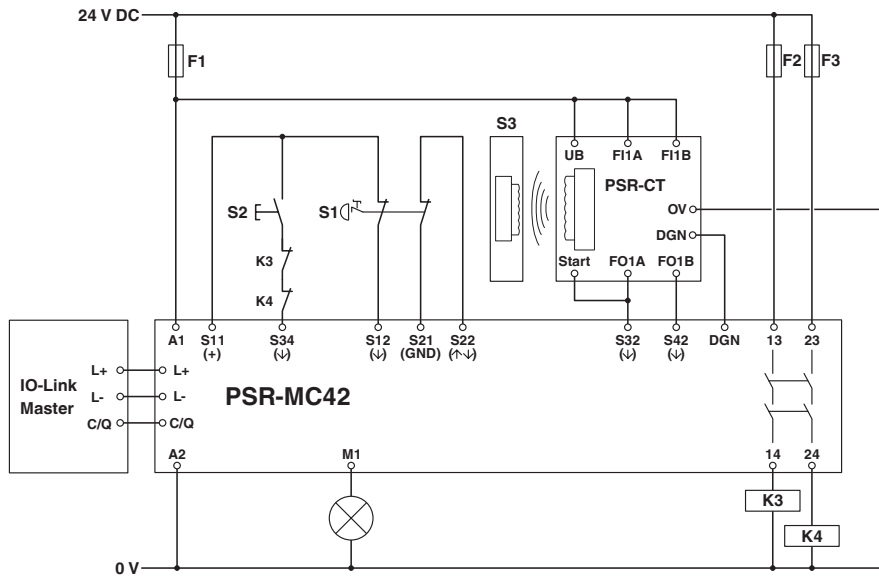 24 V DC
F1
F2
F3
S3
UB
FI1A
FI1B
PSR-CT
0V
DGN
S2
S1
K3
Start
FO1A
FO1B
K4
A1
S11
(+)
S34
(↓)
S12
(↓)
S21
(GND)
S22
(↑↓)
S32
(↓)
S42
(↓)
DGN
13
23
IO-Link
Master
L+
L-
C/Q
L+
L-
C/Q
PSR-MC42
A2
M1
14
24
K3
K4
0 V